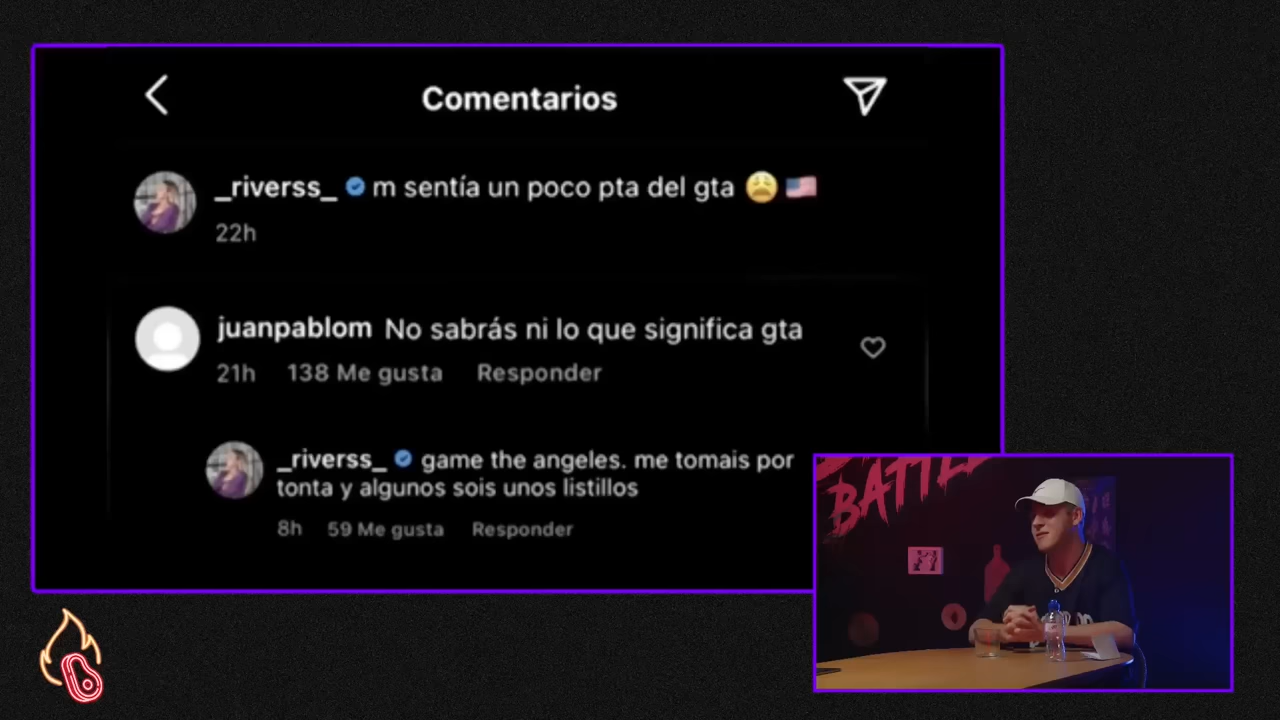 Comentarios
_riverss_ m sentía un poco pta del gta 😩 🇺🇸
22h
juanpablom No sabrás ni lo que significa gta
21h 138 Me gusta Responder
_riverss_ game the angeles. me tomais por
tonta y algunos sois unos listillos
8h 59 Me gusta Responder
BATTLE